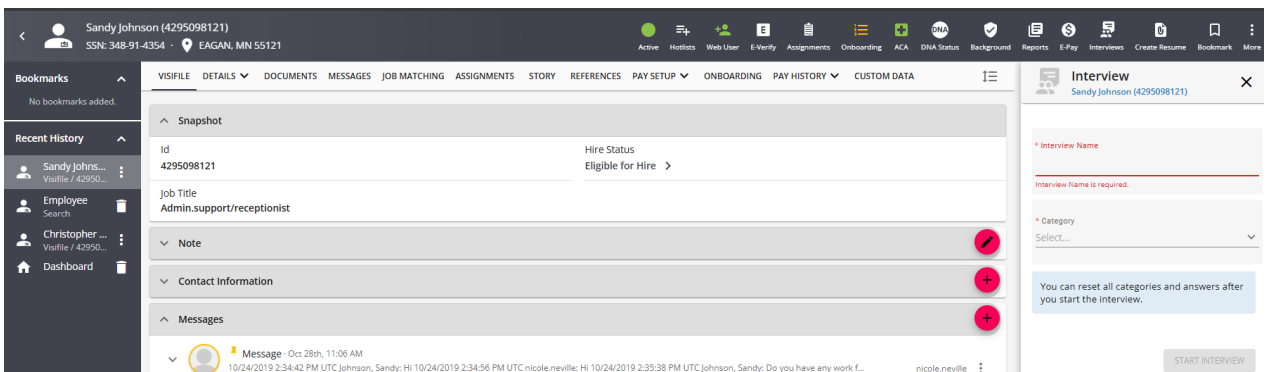 Sandy Johnson (4295098121)
SSN: 348-91-4354 · EAGAN, MN 55121
Active Hotlists Web User E-Verify Assignments Onboarding ACA DNA Status Background Reports E-Pay Interviews Create Resume Bookmark More
E
DNA
Bookmarks
No bookmarks added.
Recent History
Sandy Johns...
Visifile / 42950...
Employee
Search
Christopher ...
Visifile / 42950...
Dashboard
VISIFILE DETAILS DOCUMENTS MESSAGES JOB MATCHING ASSIGNMENTS STORY REFERENCES PAY SETUP ONBOARDING PAY HISTORY CUSTOM DATA
Snapshot
Id
4295098121
Hire Status
Eligible for Hire
Job Title
Admin.support/receptionist
Note
Contact Information
Messages
Message - Oct 28th, 11:06 AM
10/24/2019 2:34:42 PM UTC Johnson, Sandy: Hi 10/24/2019 2:34:56 PM UTC nicole.neville: Hi 10/24/2019 2:35:38 PM UTC Johnson, Sandy: Do you have any work f...
nicole.neville
Interview
Sandy Johnson (4295098121)
* Interview Name
Interview Name is required.
* Category
Select...
You can reset all categories and answers after
you start the interview.
START INTERVIEW